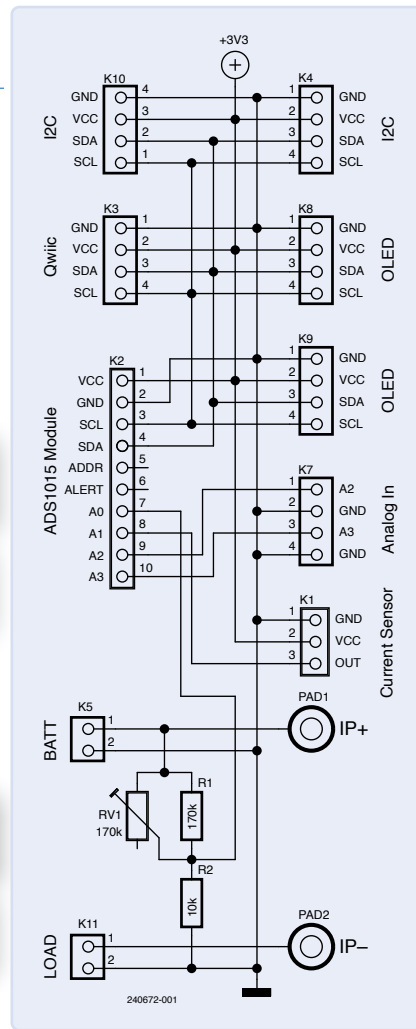 +3V3
K10
I2C
GND 4
VCC 3
SDA 2
SCL 1
K4
1 GND
2 VCC
3 SDA
4 SCL
I2C
K3
Qwiic
GND 1
VCC 2
SDA 3
SCL 4
K8
1 GND
2 VCC
3 SDA
4 SCL
OLED
K9
1 GND
2 VCC
3 SDA
4 SCL
OLED
K2
ADS1015 Module
VCC 1
GND 2
SCL 3
SDA 4
ADDR 5
ALERT 6
A0 7
A1 8
A2 9
A3 10
K7
1 A2
2 GND
3 A3
4 GND
Analog In
K1
1 GND
2 VCC
3 OUT
Current Sensor
K5
BATT
1
2
PAD1
IP+
R1
170k
RV1
170k
R2
10k
K11
LOAD
1
2
PAD2
IP–
240672-001